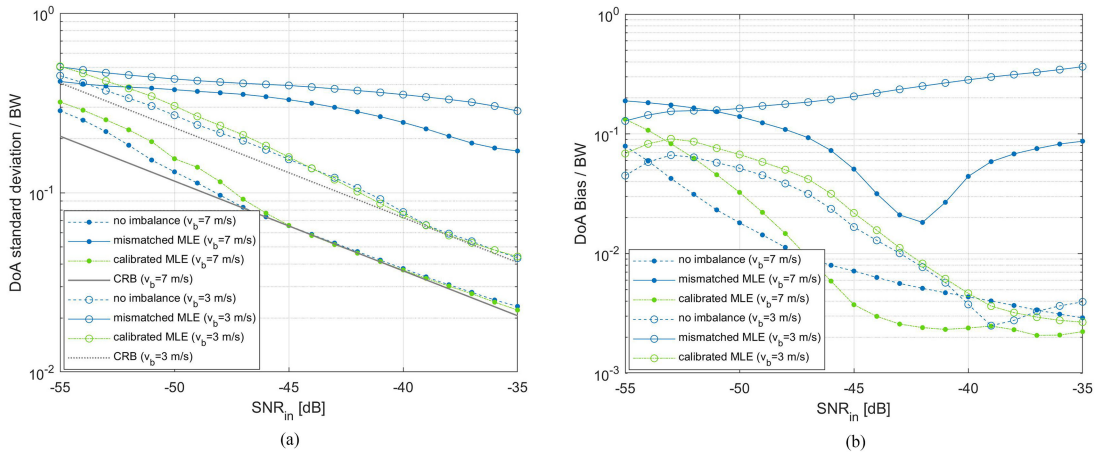 10^0
10^-1
10^-2
DoA standard deviation / BW
no imbalance (v_b=7 m/s)
mismatched MLE (v_b=7 m/s)
calibrated MLE (v_b=7 m/s)
CRB (v_b=7 m/s)
no imbalance (v_b=3 m/s)
mismatched MLE (v_b=3 m/s)
calibrated MLE (v_b=3 m/s)
CRB (v_b=3 m/s)
-55 -50 -45 -40 -35
SNR_in [dB]
(a)
10^0
10^-1
10^-2
10^-3
DoA Bias / BW
no imbalance (v_b=7 m/s)
mismatched MLE (v_b=7 m/s)
calibrated MLE (v_b=7 m/s)
no imbalance (v_b=3 m/s)
mismatched MLE (v_b=3 m/s)
calibrated MLE (v_b=3 m/s)
-55 -50 -45 -40 -35
SNR_in [dB]
(b)